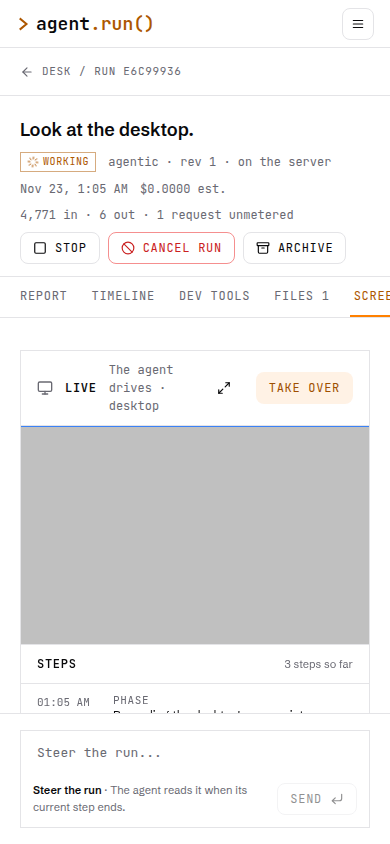 agent.run()
DESK / RUN E6C99936
Look at the desktop.
WORKING agentic · rev 1 · on the server
Nov 23, 1:05 AM $0.0000 est.
4,771 in · 6 out · 1 request unmetered
STOP CANCEL RUN ARCHIVE
REPORT TIMELINE DEV TOOLS FILES 1
LIVE The agent drives · desktop TAKE OVER
STEPS 3 steps so far
01:05 AM PHASE
Steer the run...
Steer the run · The agent reads it when its
current step ends.
SEND